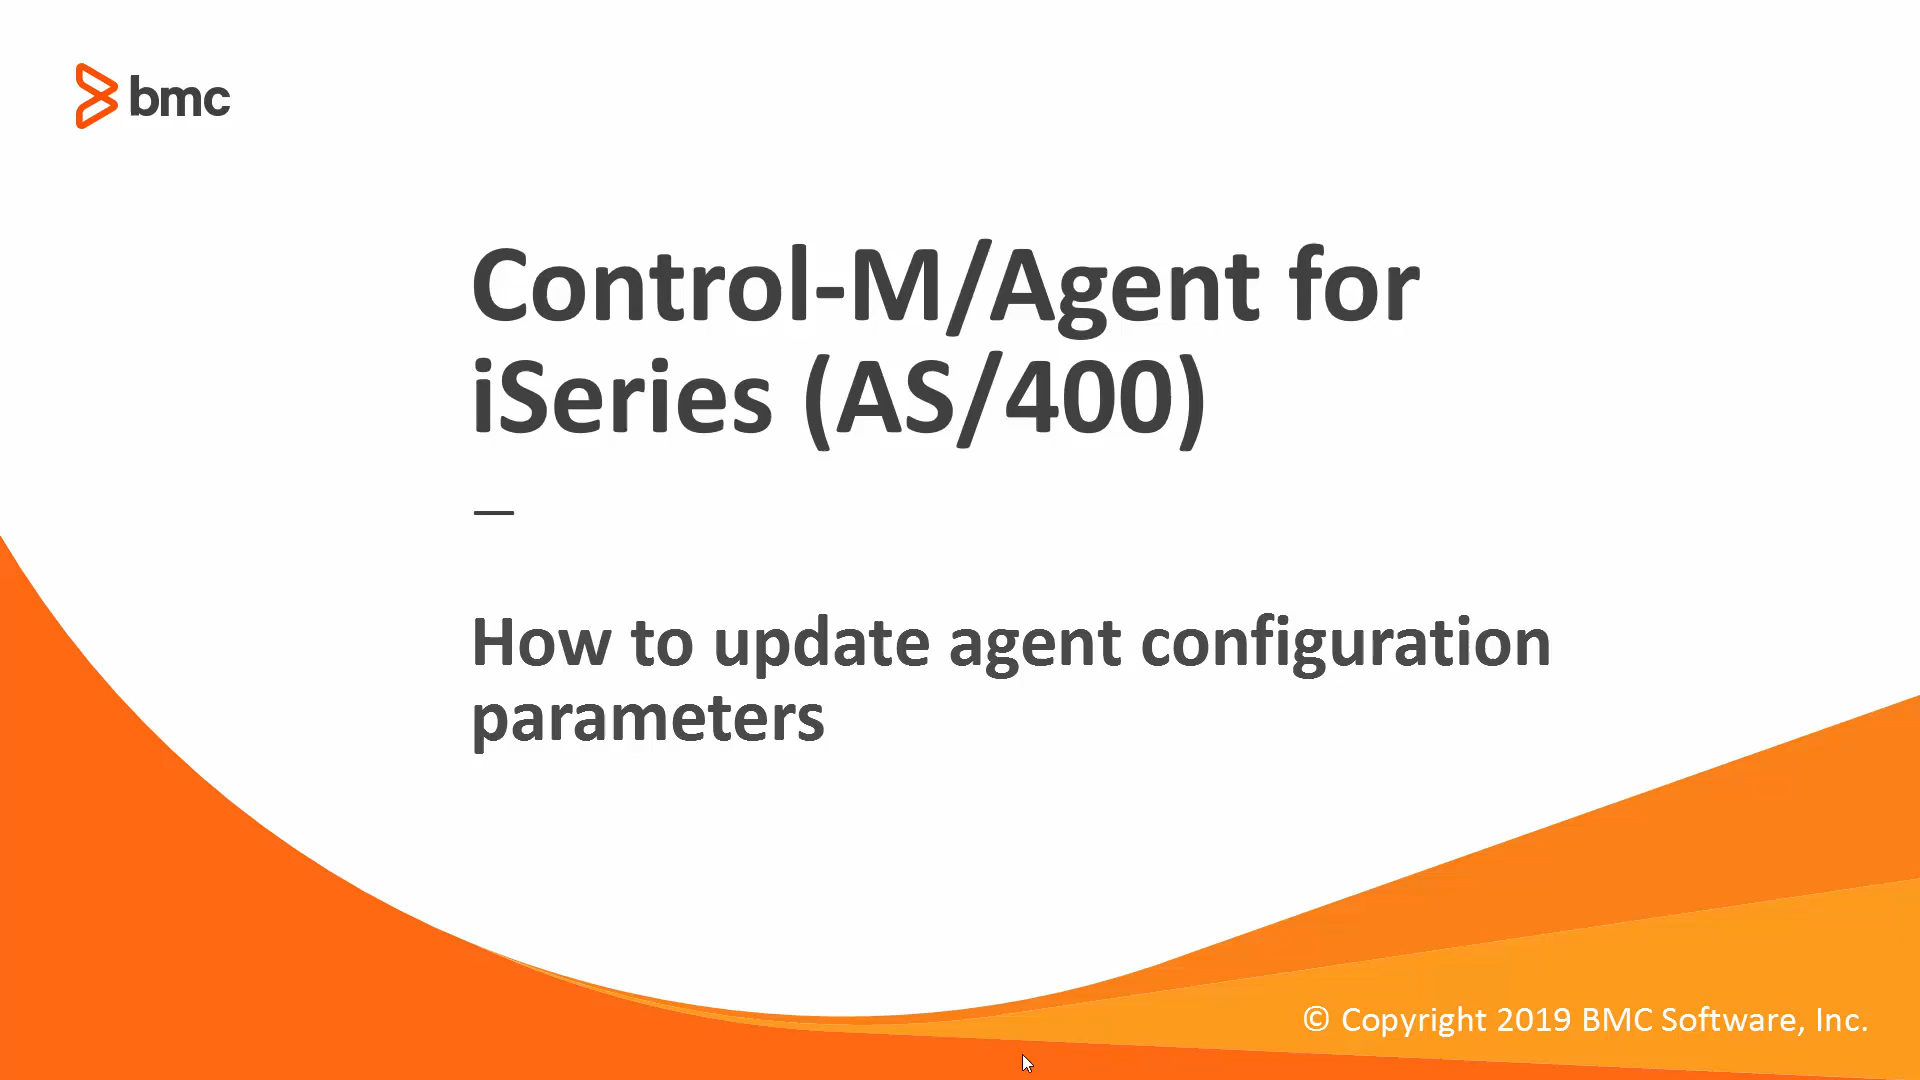 bmc
Control-M/Agent for
iSeries (AS/400)
How to update agent configuration
parameters
© Copyright 2019 BMC Software, Inc.